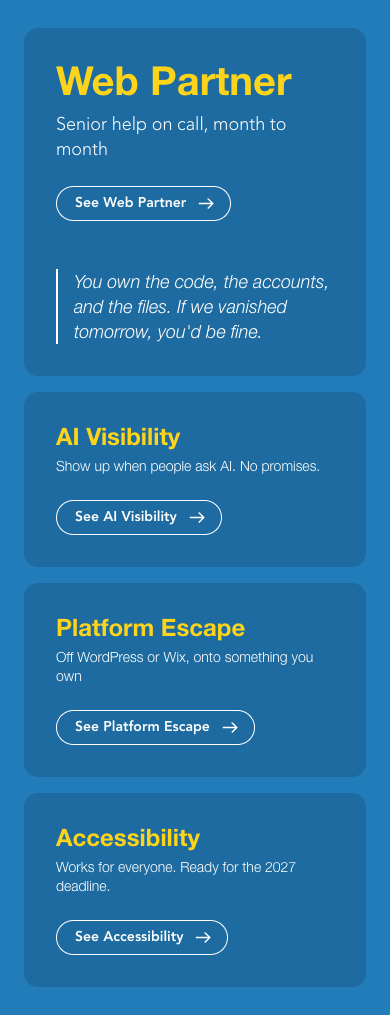 Web Partner
Senior help on call, month to
month
See Web Partner →
You own the code, the accounts,
and the files. If we vanished
tomorrow, you'd be fine.
AI Visibility
Show up when people ask AI. No promises.
See AI Visibility →
Platform Escape
Off WordPress or Wix, onto something you
own
See Platform Escape →
Accessibility
Works for everyone. Ready for the 2027
deadline.
See Accessibility →